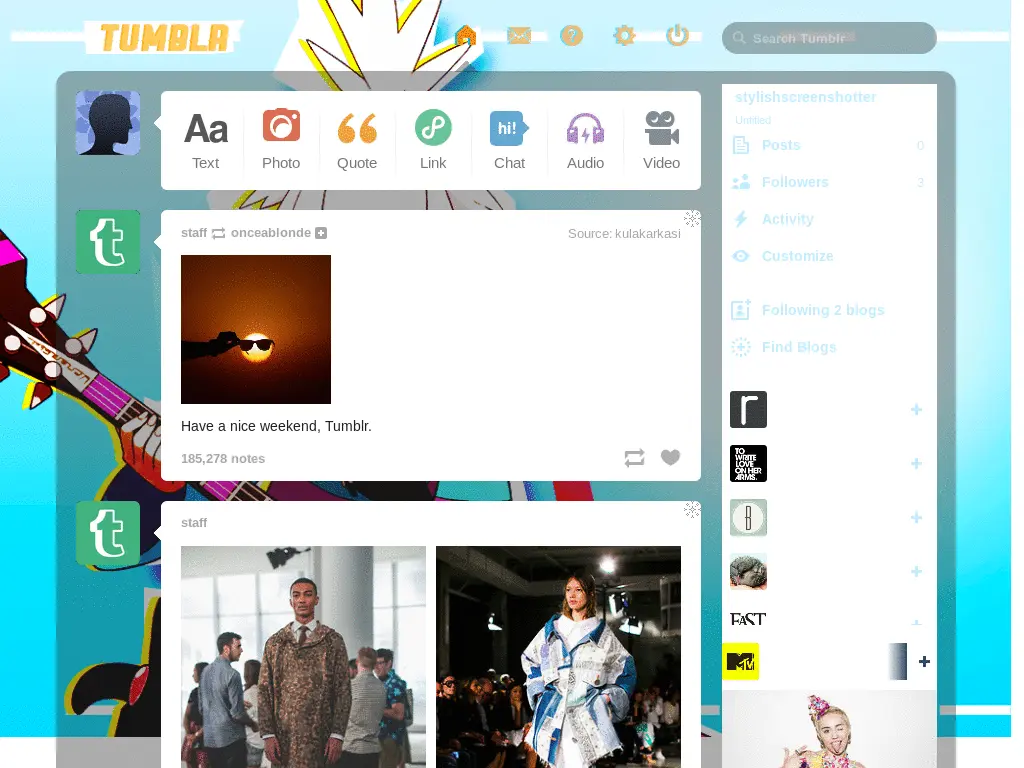 TUMBLR
Search Tumblr
Aa
hi!
Text
Photo
Quote
Link
Chat
Audio
Video
t
staff onceablonde
Source: kulakarkasi
Have a nice weekend, Tumblr.
185,278 notes
t
staff
stylishscreenshotter
Untitled
Posts 0
Followers 3
Activity
Customize
Following 2 blogs
Find Blogs
r
TO
WRITE
LOVE
ON HER
ARMS.
B
FAST
MTV